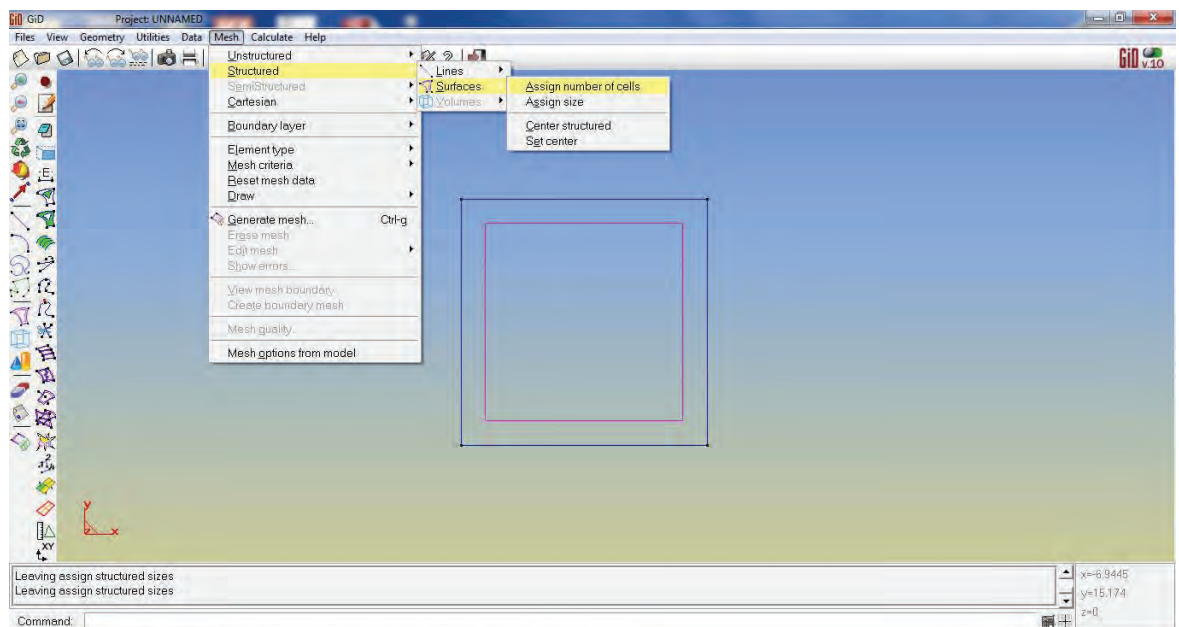 GiD Project: UNNAMED
Files View Geometry Utilities Data Mesh Calculate Help
GiD v.10
Unstructured
Structured
SemiStructured
Cartesian
Boundary layer
Element type
Mesh criteria
Reset mesh data
Draw
Generate mesh... Ctrl-g
Erase mesh
Edit mesh
Show errors...
View mesh boundary
Create boundary mesh
Mesh quality...
Mesh options from model
Lines
Surfaces
Volumes
Assign number of cells
Assign size
Center structured
Set center
:E:
XY
y
z x
Leaving assign structured sizes
Leaving assign structured sizes
Command:
x=-6.9445
y=15.174
z=0